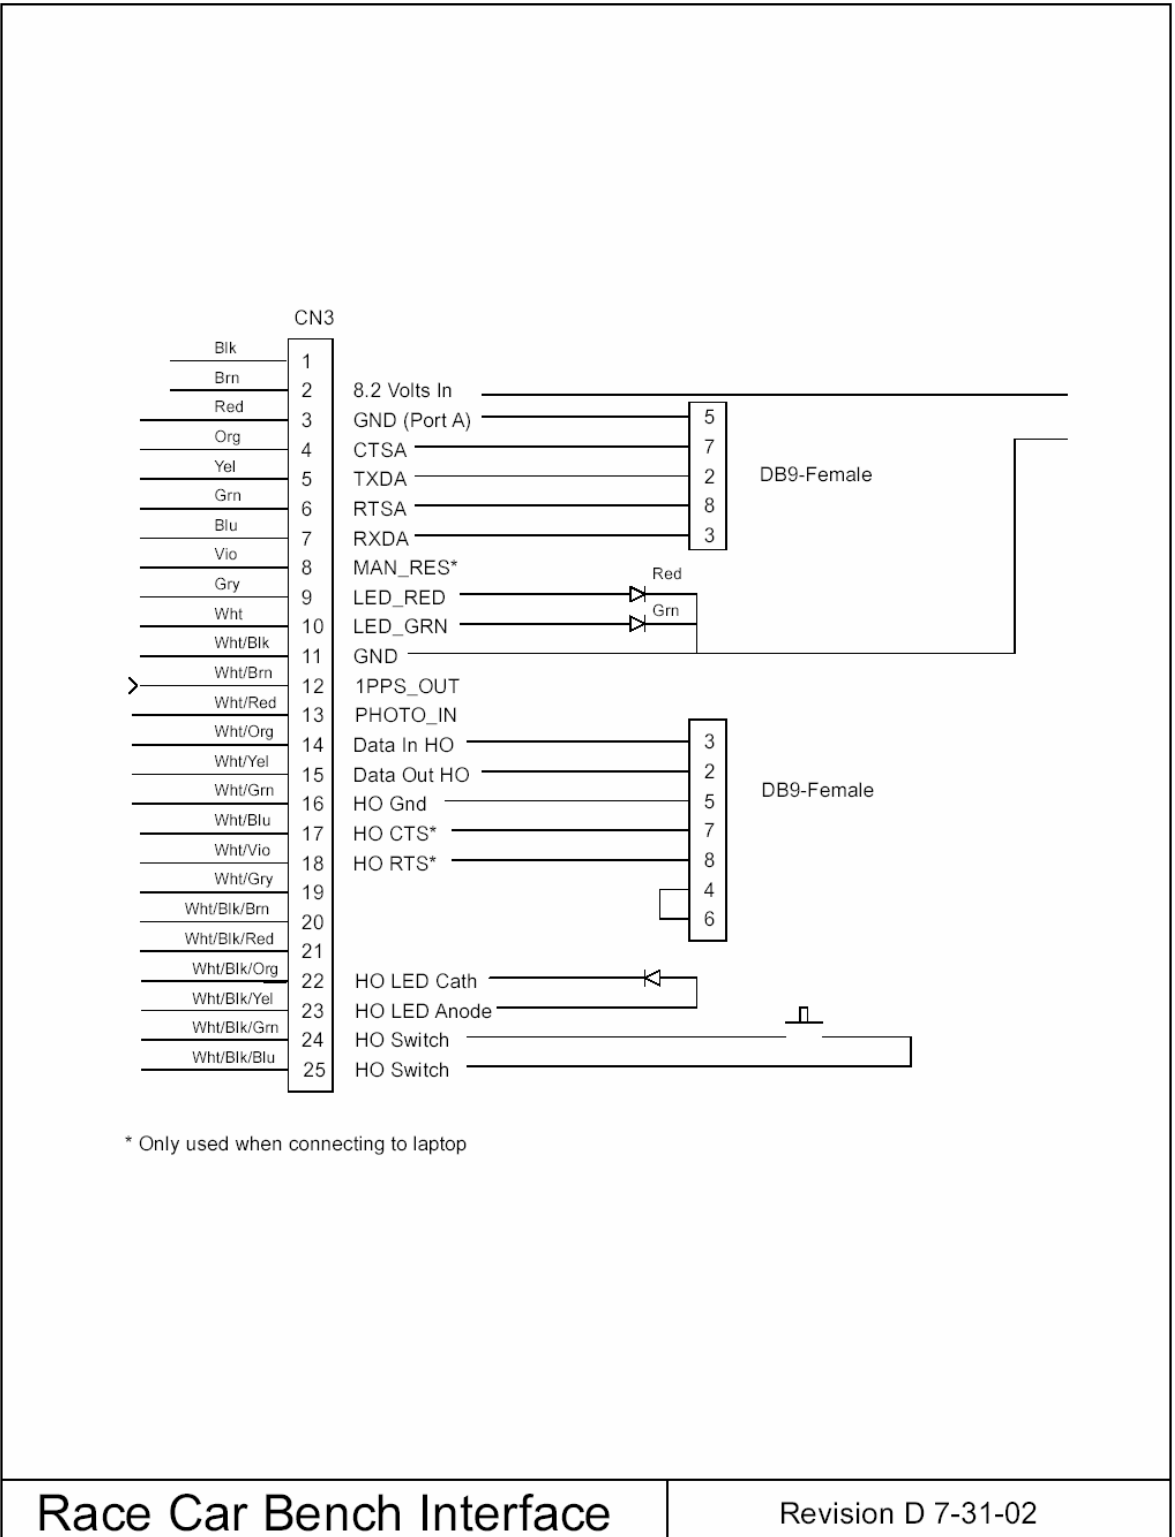 CN3
Blk 1
Brn 2 8.2 Volts In
Red 3 GND (Port A) 5
Org 4 CTSA 7
Yel 5 TXDA 2 DB9-Female
Grn 6 RTSA 8
Blu 7 RXDA 3
Vio 8 MAN_RES*
Gry 9 LED_RED Red
Wht 10 LED_GRN Grn
Wht/Blk 11 GND
Wht/Brn 12 1PPS_OUT
Wht/Red 13 PHOTO_IN
Wht/Org 14 Data In HO 3
Wht/Yel 15 Data Out HO 2
Wht/Grn 16 HO Gnd 5 DB9-Female
Wht/Blu 17 HO CTS* 7
Wht/Vio 18 HO RTS* 8
Wht/Gry 19 4
Wht/Blk/Brn 20 6
Wht/Blk/Red 21
Wht/Blk/Org 22 HO LED Cath
Wht/Blk/Yel 23 HO LED Anode
Wht/Blk/Grn 24 HO Switch
Wht/Blk/Blu 25 HO Switch
* Only used when connecting to laptop
Race Car Bench Interface
Revision D 7-31-02